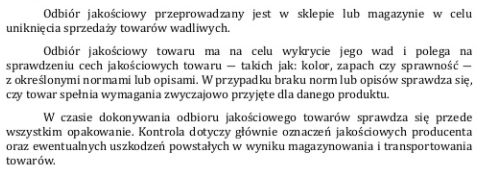 Odbiór jakościowy przeprowadzany jest w sklepie lub magazynie w celu
uniknięcia sprzedaży towarów wadliwych.
Odbiór jakościowy towaru ma na celu wykrycie jego wad i polega na
sprawdzeniu cech jakościowych towaru — takich jak: kolor, zapach czy sprawność —
z określonymi normami lub opisami. W przypadku braku norm lub opisów sprawdza się,
czy towar spełnia wymagania zwyczajowo przyjęte dla danego produktu.
W czasie dokonywania odbioru jakościowego towarów sprawdza się przede
wszystkim opakowanie. Kontrola dotyczy głównie oznaczeń jakościowych producenta
oraz ewentualnych uszkodzeń powstałych w wyniku magazynowania i transportowania
towarów.